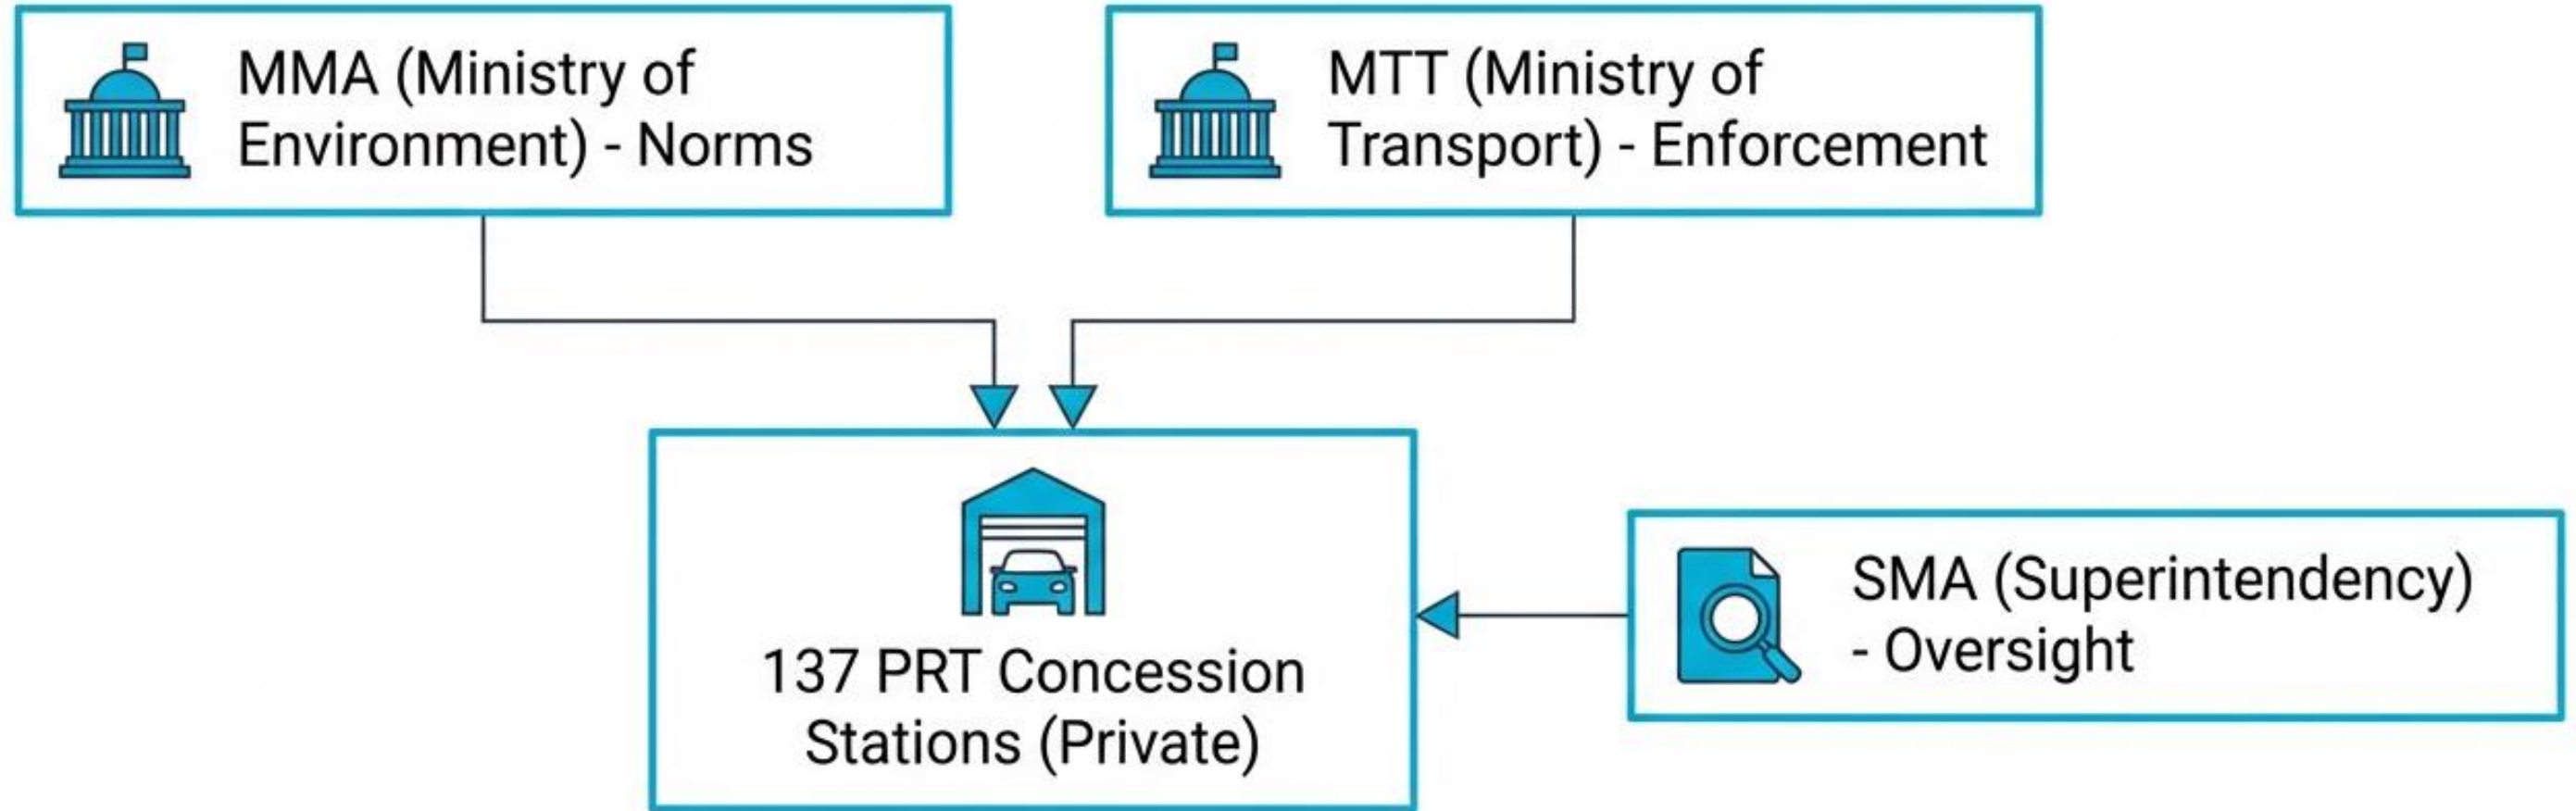 MMA (Ministry of
Environment) - Norms
MTT (Ministry of
Transport) - Enforcement
137 PRT Concession
Stations (Private)
SMA (Superintendency)
- Oversight